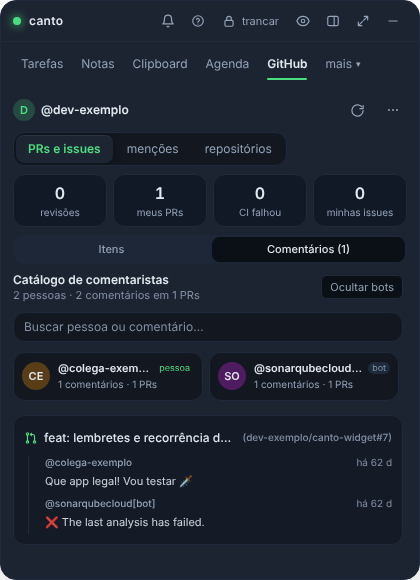 canto
trancar
Tarefas Notas Clipboard Agenda GitHub mais ▾
D @dev-exemplo ...
PRs e issues menções repositórios
0 1 0 0
revisões meus PRs CI falhou minhas issues
Itens Comentários (1)
Catálogo de comentaristas
2 pessoas · 2 comentários em 1 PRs
Ocultar bots
Buscar pessoa ou comentário...
CE @colega-exem... pessoa
1 comentários · 1 PRs
SO @sonarqubecloud... bot
1 comentários · 1 PRs
feat: lembretes e recorrência d... (dev-exemplo/canto-widget#7)
@colega-exemplo há 62 d
Que app legal! Vou testar 🗡️
@sonarqubecloud[bot] há 62 d
❌ The last analysis has failed.